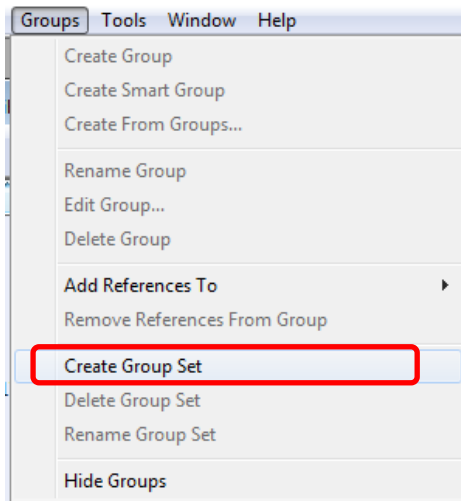 Groups Tools Window Help
Create Group
Create Smart Group
Create From Groups...
Rename Group
Edit Group...
Delete Group
Add References To
Remove References From Group
Create Group Set
Delete Group Set
Rename Group Set
Hide Groups